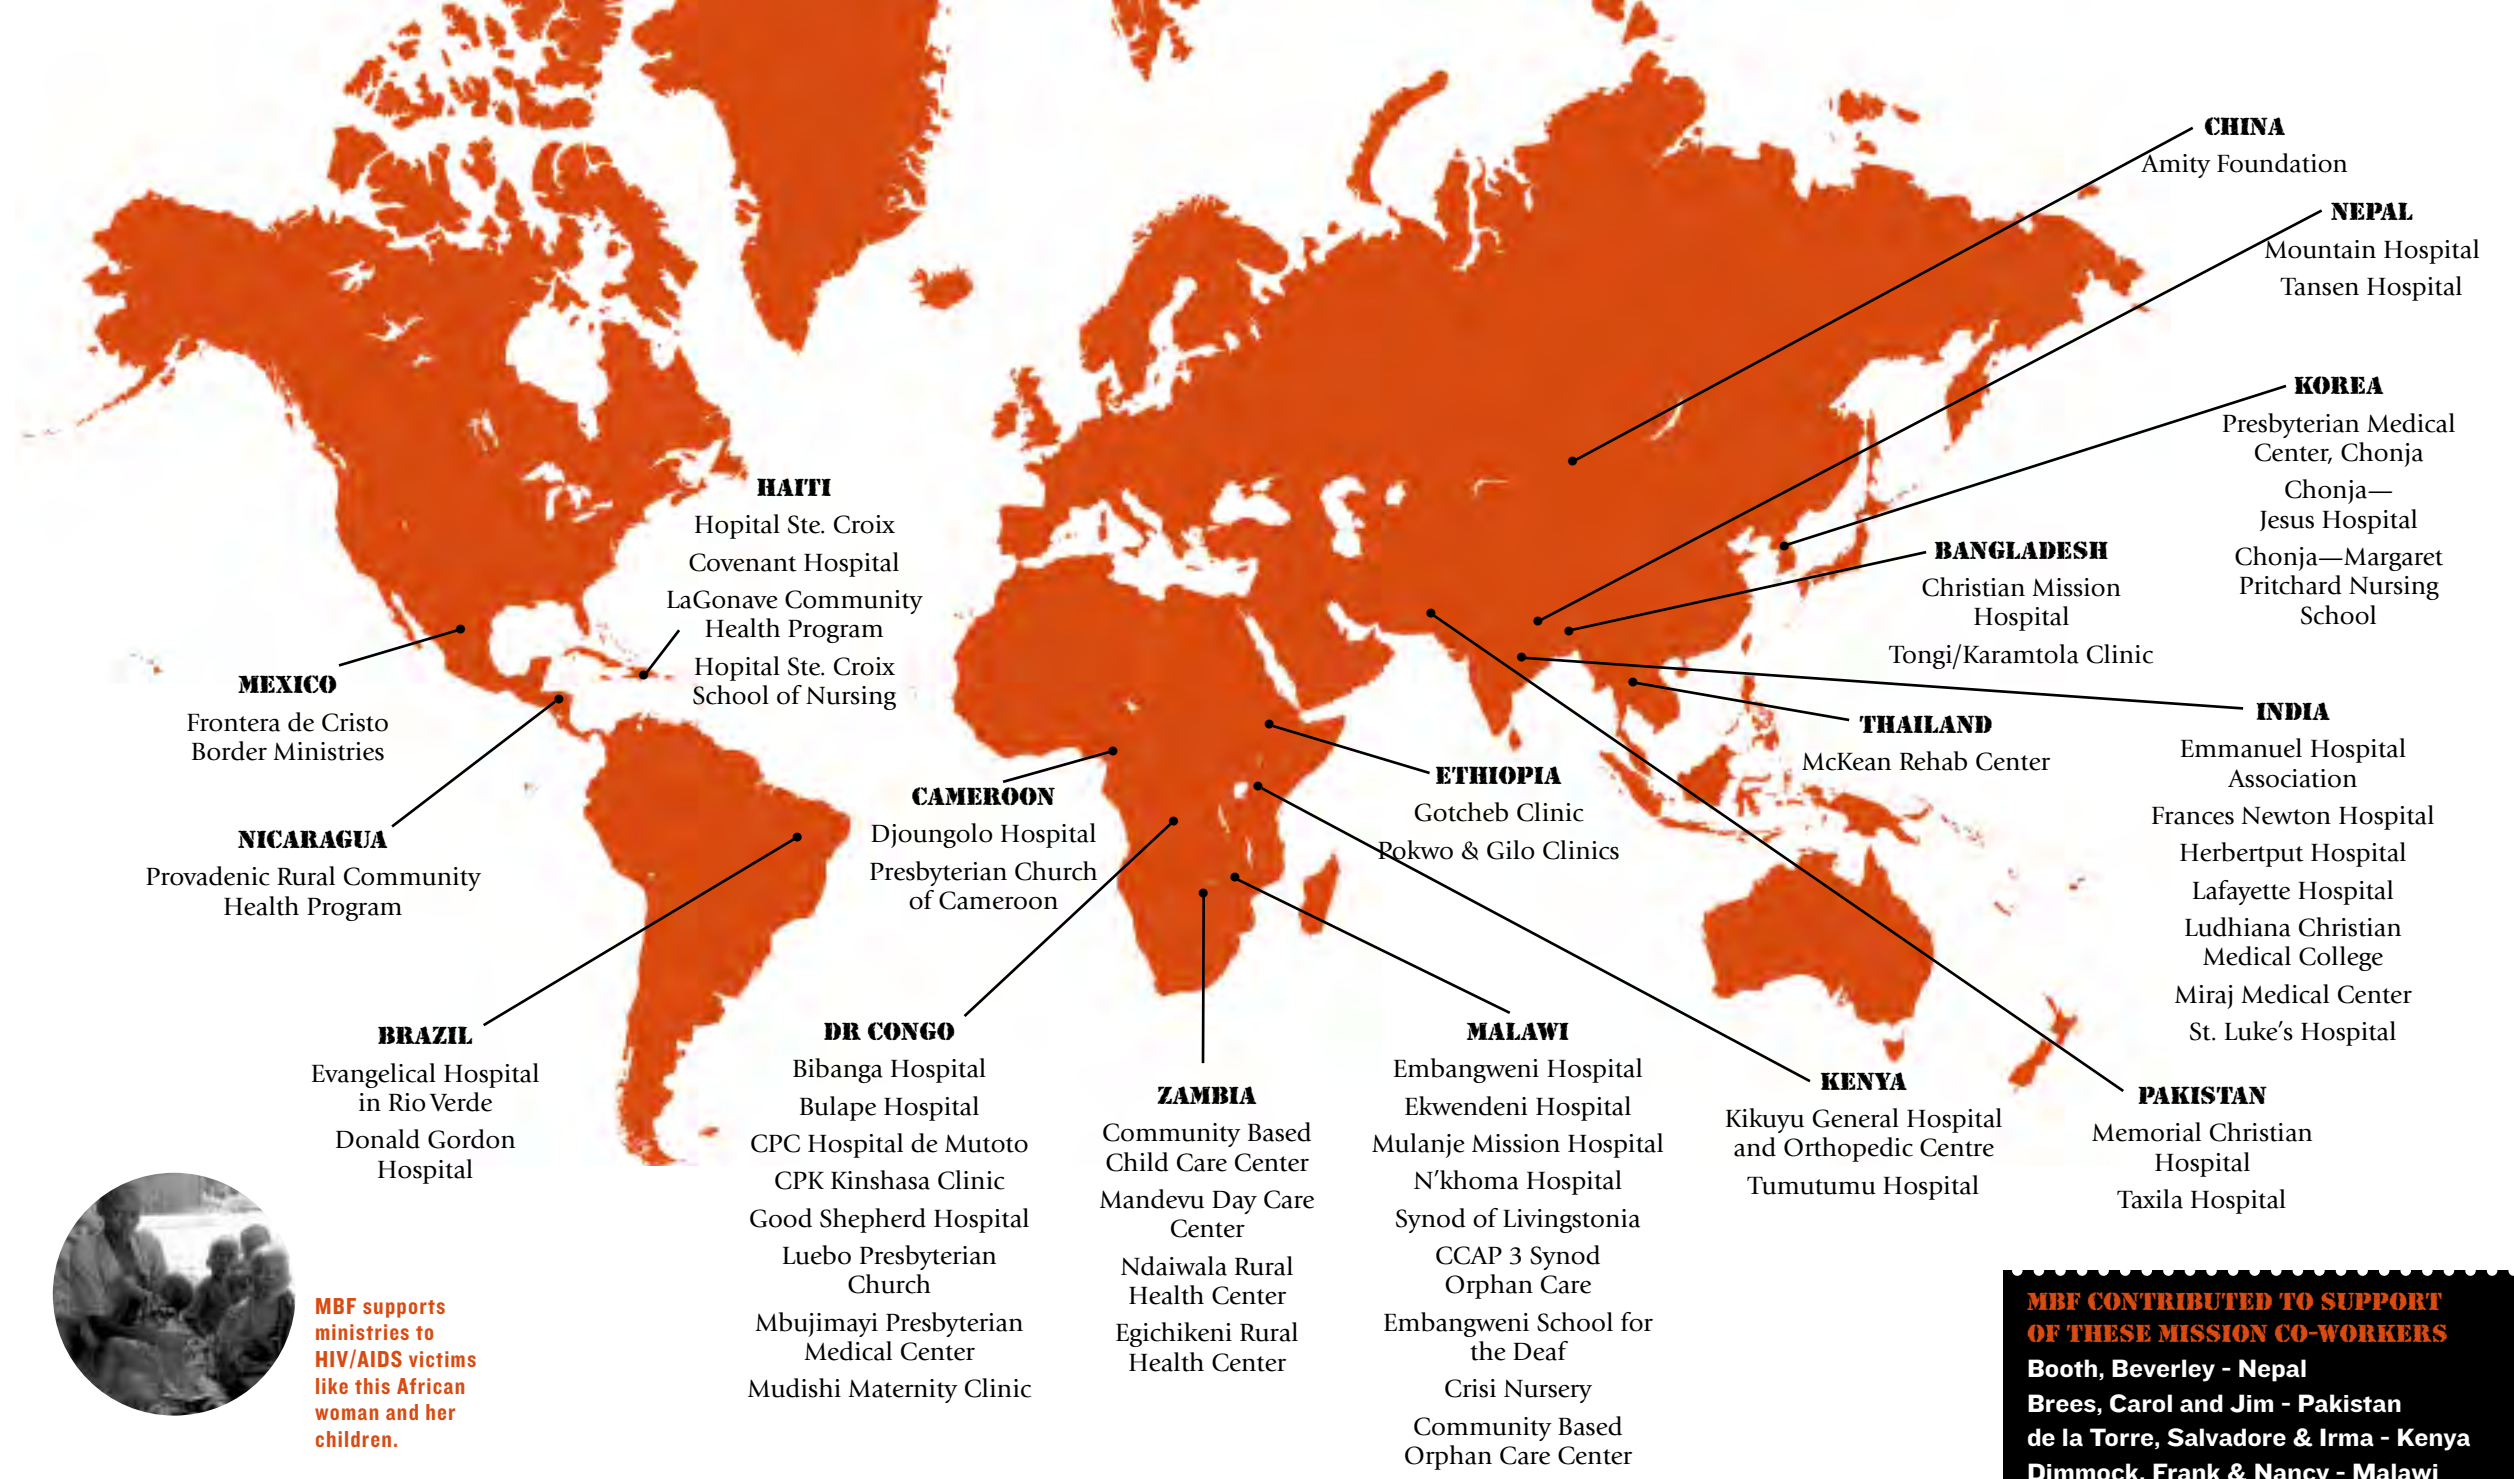 CHINA
Amity Foundation
NEPAL
Mountain Hospital
Tansen Hospital
KOREA
Presbyterian Medical
Center, Chonja
Chonja—
Jesus Hospital
Chonja—Margaret
Pritchard Nursing
School
HAITI
Hopital Ste. Croix
Covenant Hospital
LaGonave Community
Health Program
Hopital Ste. Croix
School of Nursing
BANGLADESH
Christian Mission
Hospital
Tongi/Karamtola Clinic
MEXICO
Frontera de Cristo
Border Ministries
INDIA
Emmanuel Hospital
Association
Frances Newton Hospital
Herbertput Hospital
Lafayette Hospital
Ludhiana Christian
Medical College
Miraj Medical Center
St. Luke’s Hospital
THAILAND
McKean Rehab Center
ETHIOPIA
Gotcheb Clinic
Pokwo & Gilo Clinics
CAMEROON
Djoungolo Hospital
Presbyterian Church
of Cameroon
NICARAGUA
Provadenic Rural Community
Health Program
BRAZIL
Evangelical Hospital
in Rio Verde
Donald Gordon
Hospital
DR CONGO
Bibanga Hospital
Bulape Hospital
CPC Hospital de Mutoto
CPK Kinshasa Clinic
Good Shepherd Hospital
Luebo Presbyterian
Church
Mbujimayi Presbyterian
Medical Center
Mudishi Maternity Clinic
ZAMBIA
Community Based
Child Care Center
Mandevu Day Care
Center
Ndaiwala Rural
Health Center
Egichikeni Rural
Health Center
MALAWI
Embangweni Hospital
Ekwendeni Hospital
Mulanje Mission Hospital
N’khoma Hospital
Synod of Livingstonia
CCAP 3 Synod
Orphan Care
Embangweni School for
the Deaf
Crisi Nursery
Community Based
Orphan Care Center
KENYA
Kikuyu General Hospital
and Orthopedic Centre
Tumutumu Hospital
PAKISTAN
Memorial Christian
Hospital
Taxila Hospital
MBF supports
ministries to
HIV/AIDS victims
like this African
woman and her
children.
MBF CONTRIBUTED TO SUPPORT
OF THESE MISSION CO-WORKERS
Booth, Beverley - Nepal
Brees, Carol and Jim - Pakistan
de la Torre, Salvadore & Irma - Kenya
Dimmock, Frank & Nancy - Malawi